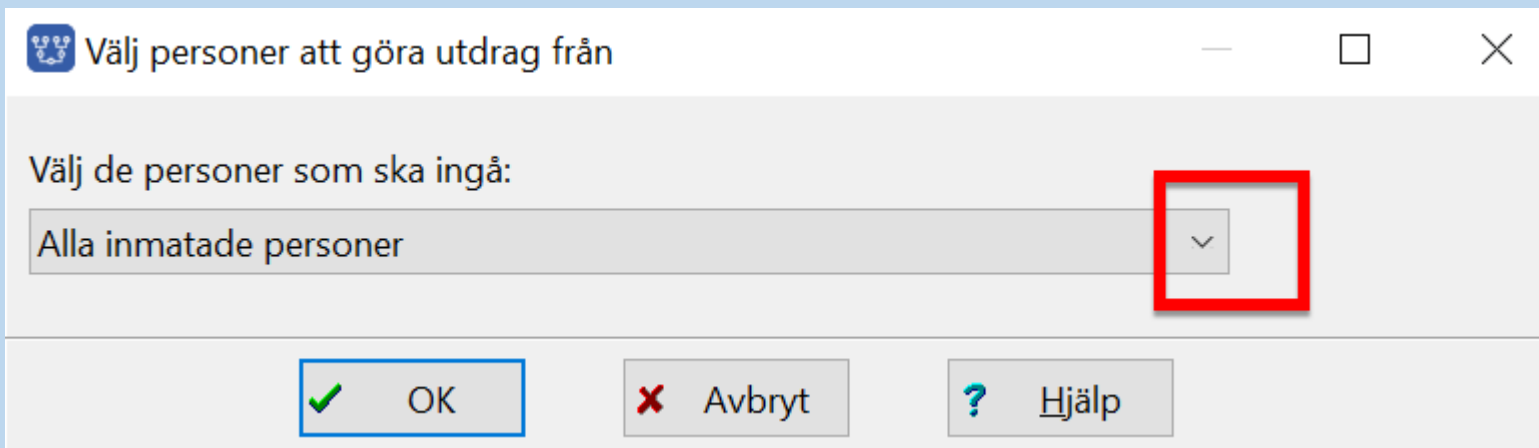 Välj personer att göra utdrag från
Välj de personer som ska ingå:
Alla inmatade personer
OK Avbryt ? Hjälp